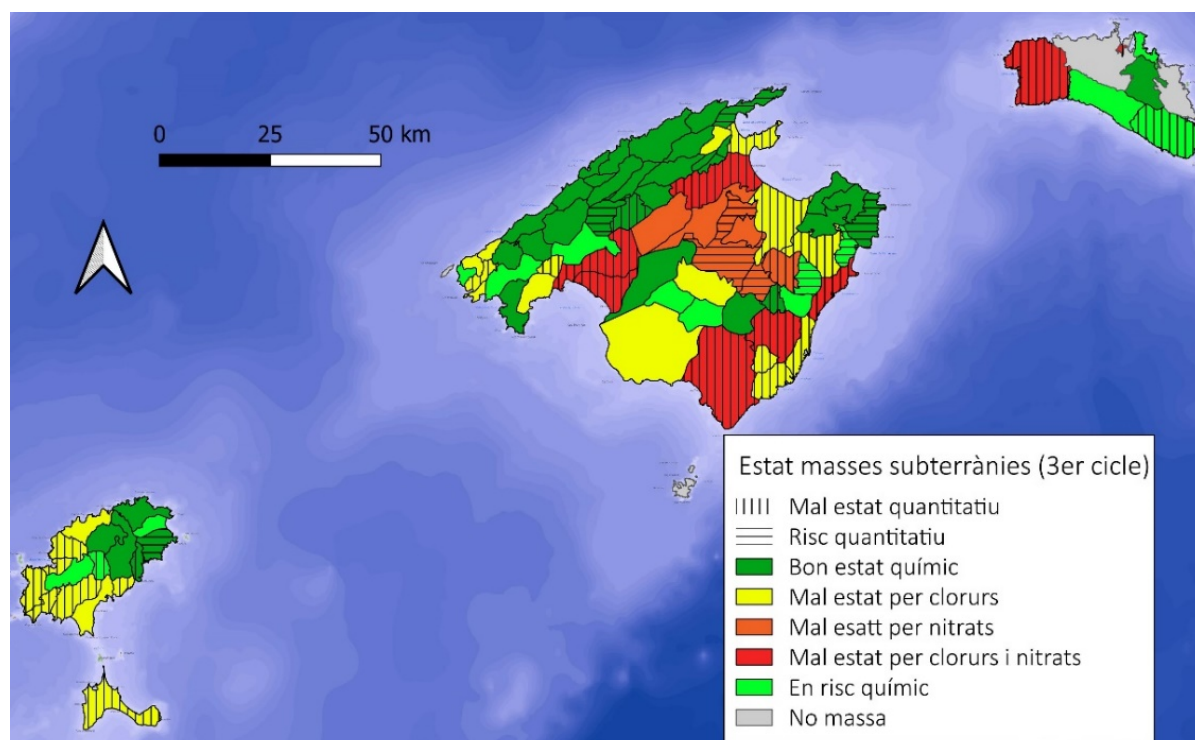 0 25 50 km
Estat masses subterrànies (3er cicle)
Mal estat quantitatiu
Risc quantitatiu
Bon estat químic
Mal estat per clorurs
Mal esatt per nitrats
Mal estat per clorurs i nitrats
En risc químic
No massa